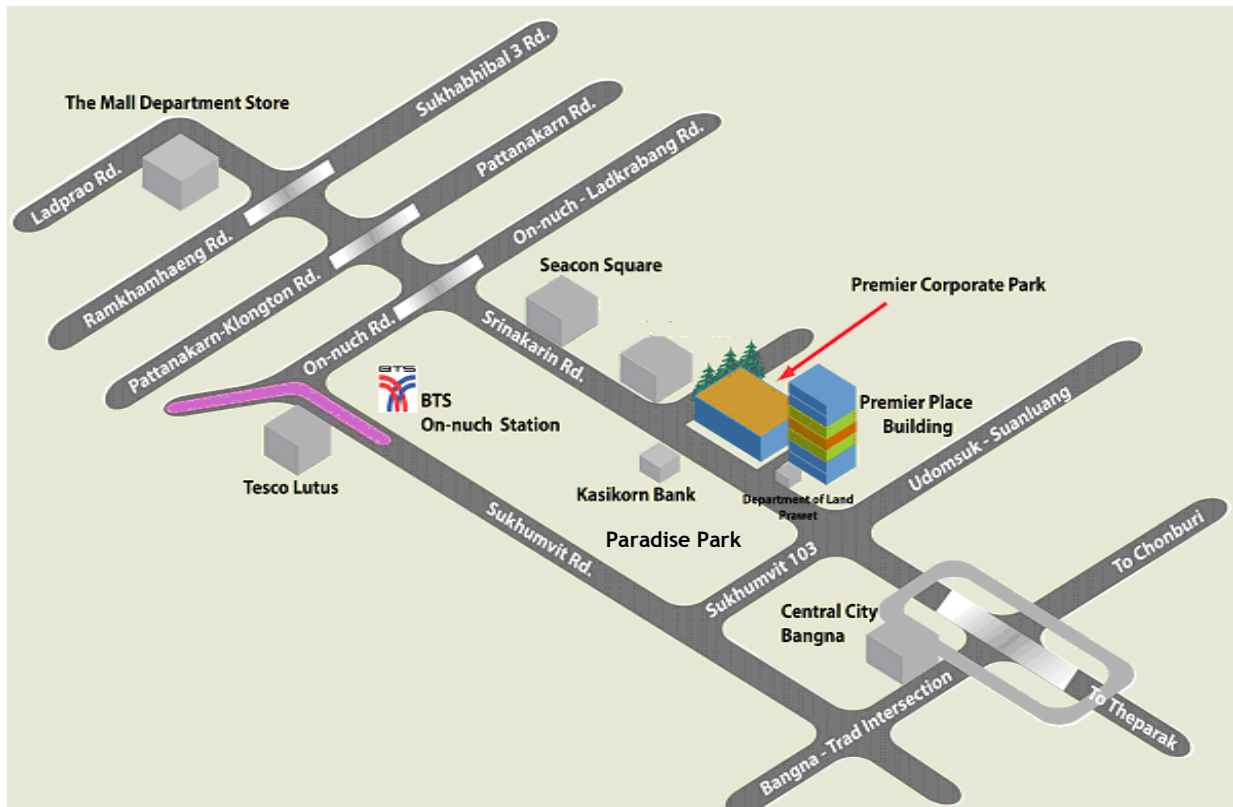 Sukhabhibal 3 Rd.
The Mall Department Store
Pattanakarn Rd.
Ladprao Rd.
On-nuch - Ladkrabang Rd.
Ramkhamhaeng Rd.
Seacon Square
Premier Corporate Park
Pattanakarn-Klongton Rd.
On-nuch Rd.
Srinakarin Rd.
BTS
BTS
On-nuch Station
Premier Place
Building
Udomsuk - Suanluang
Tesco Lutus
Kasikorn Bank
Department of Land
Prawet
Sukhumvit Rd.
Paradise Park
Sukhumvit 103
To Chonburi
Central City
Bangna
To Theparak
Bangna - Trad Intersection